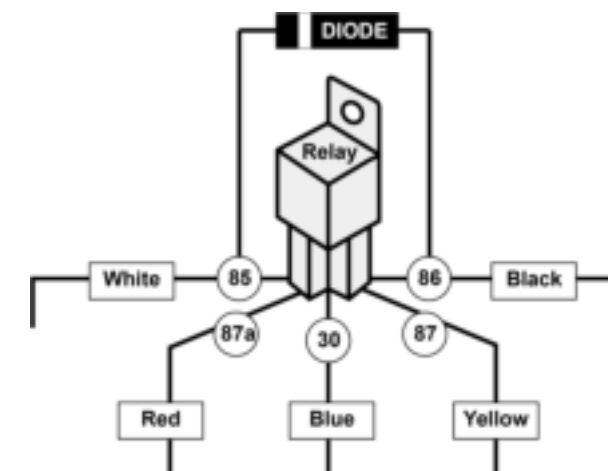 DIODE
Relay
White 85 86 Black
87a 30 87
Red Blue Yellow